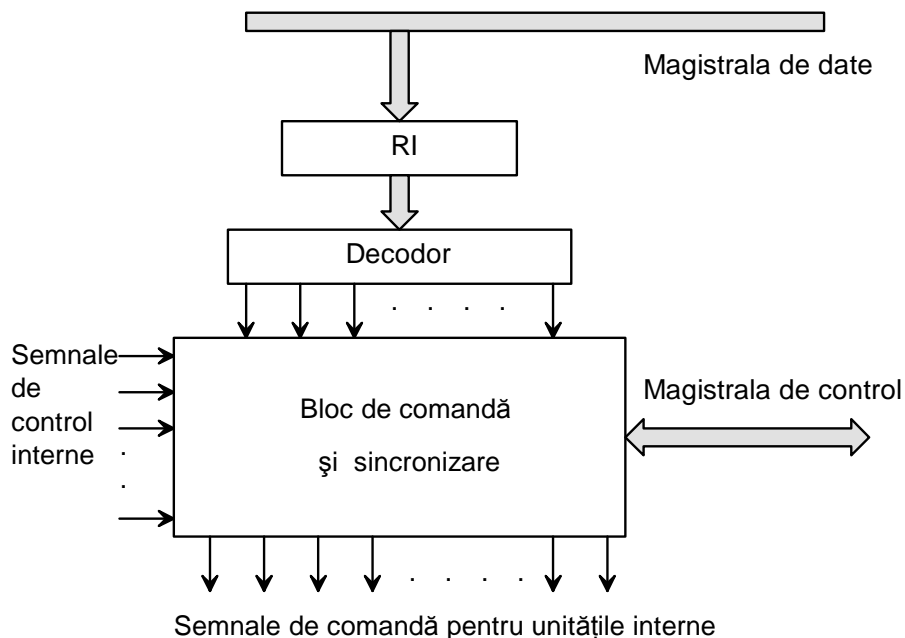 Magistrala de date
RI
Decodor
Semnale
de
control
interne
Bloc de comandă
şi sincronizare
Magistrala de control
Semnale de comandă pentru unităţile interne